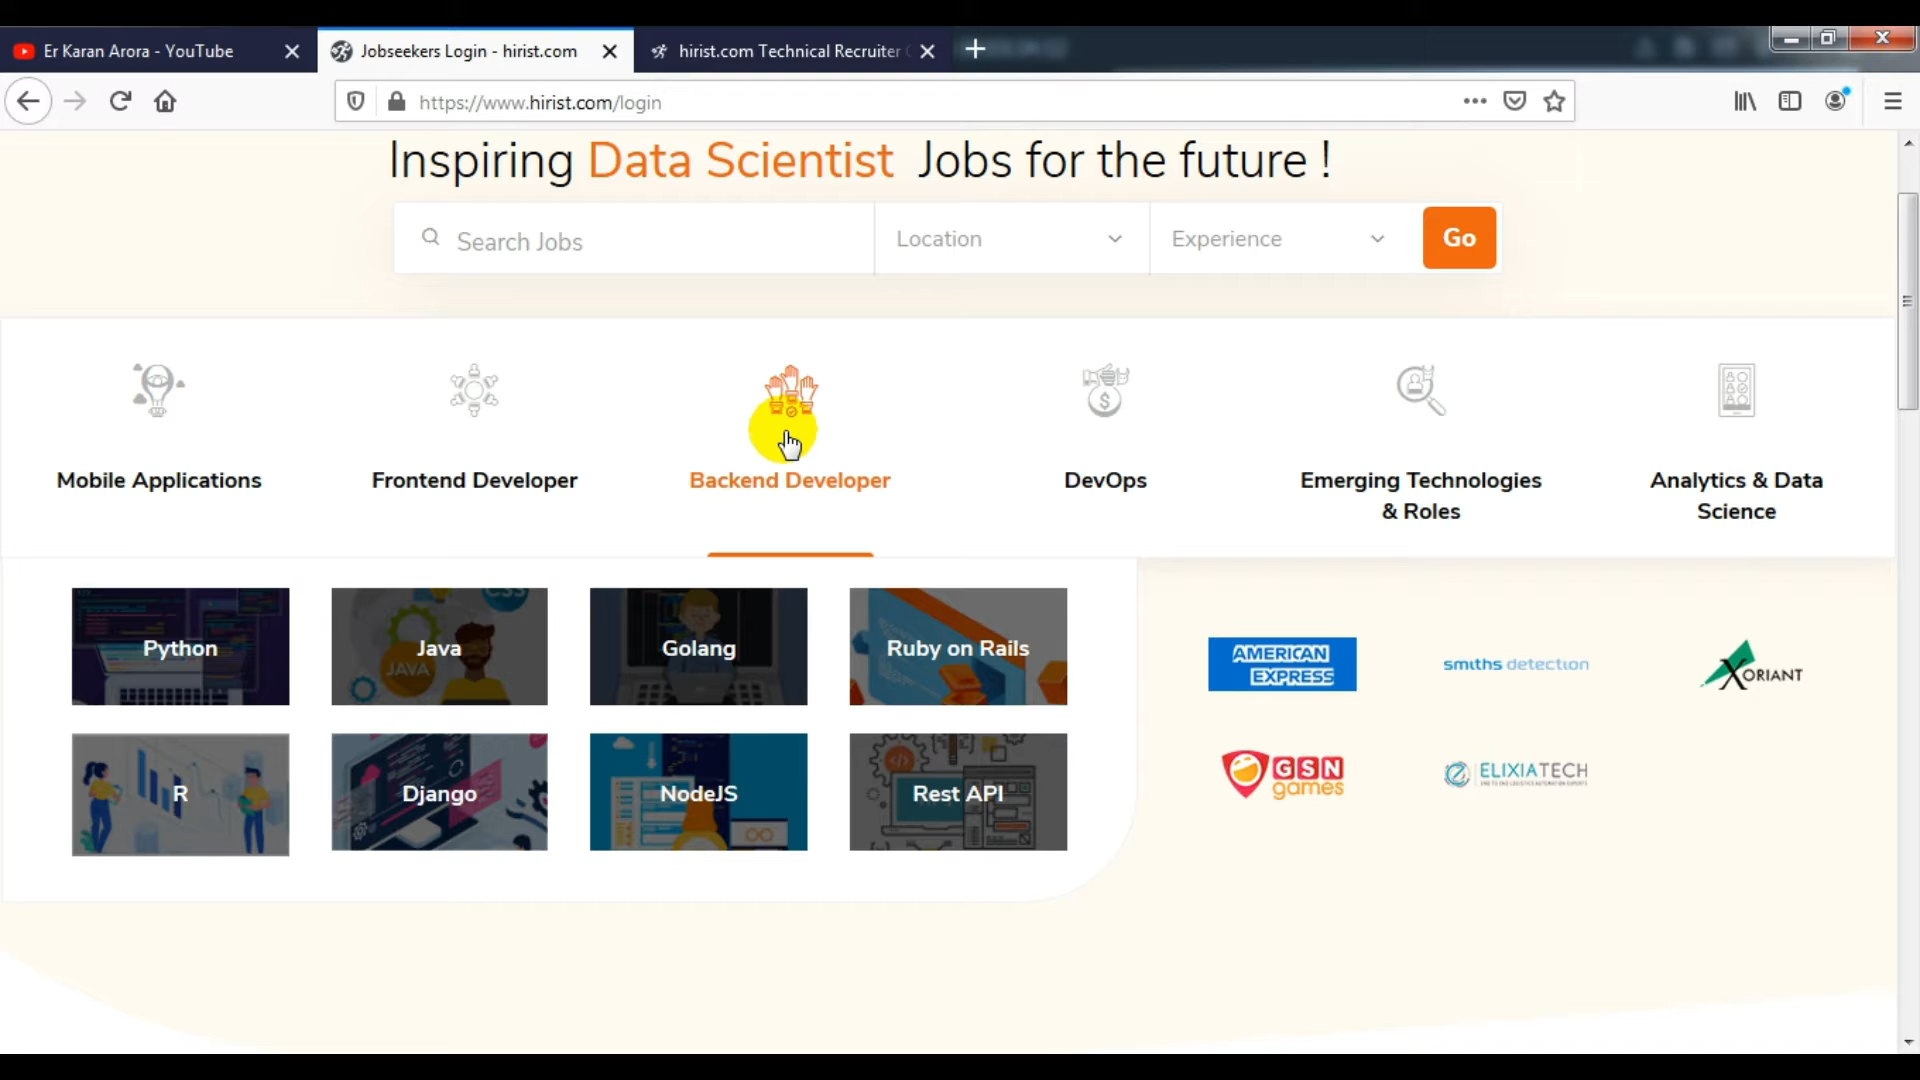 Er Karan Arora - YouTube
Jobseekers Login - hirist.com
hirist.com Technical Recruiter
https://www.hirist.com/login
Inspiring Data Scientist Jobs for the future !
Search Jobs
Location
Experience
Go
Mobile Applications
Frontend Developer
Backend Developer
DevOps
Emerging Technologies
& Roles
Analytics & Data
Science
Python
Java
Golang
Ruby on Rails
CSS
JAVA
AMERICAN
EXPRESS
smiths detection
XORIANT
R
Django
NodeJS
Rest API
GSN
games
ELIXIATECH